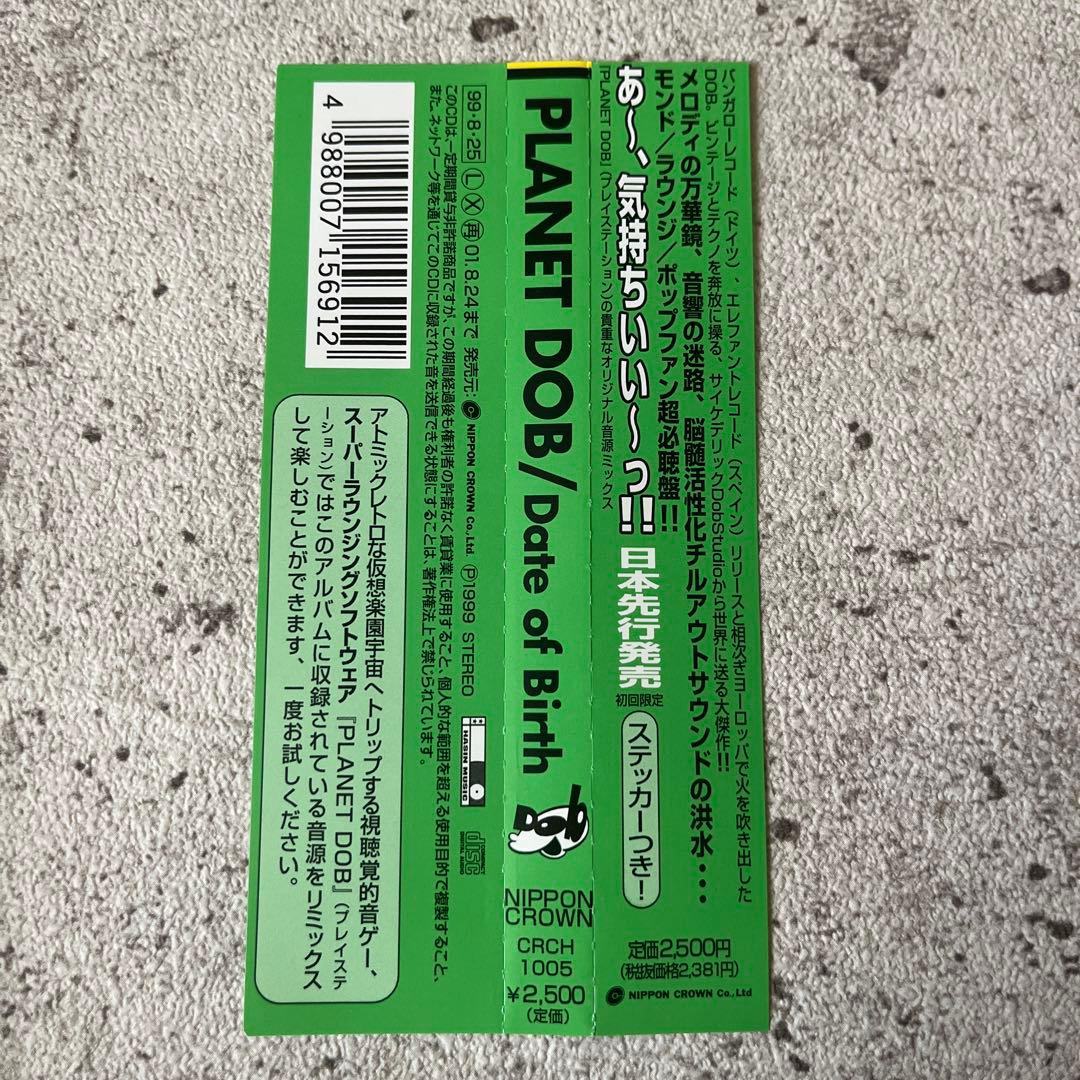 バンガローレコード(ドイツ)、エレファントレコード(スペイン)リリースと相次ぎヨーロッパで火を吹き出した
DOB。ビンテージとテクノを奔放に操る、サイケデリックDobStudioから世界に送る大傑作!!
メロディの万華鏡、音響の迷路、脳髄活性化チルアウトサウンドの洪水・・・
モンド/ラウンジ/ポップファン超必聴盤!!
あ〜、気持ちいい〜っ!!
日本先行発売
初回限定
ステッカーつき!
『PLANET DOB』(プレイステーション)の貴重なオリジナル音源ミックス
定価2,500円
(税抜価格2,381円)
NIPPON CROWN Co.,Ltd
PLANET DOB/Date of Birth
DOB
NIPPON
CROWN
CRCH
1005
¥2,500
(定価)
99・8・25 L X 再 01.8.24まで 発売元: NIPPON CROWN Co.,Ltd. Ⓟ1999 STEREO
HASIN MUSIC
COMPACT
disc
DIGITAL AUDIO
このCDは、一定期間貸与非許諾商品ですが、この期間経過後も権利者の許諾なく賃貸業に使用すること、個人的な範囲を超える使用目的で複製すること、
また、ネットワーク等を通じてこのCDに収録された音を送信できる状態にすることは、著作権法上で禁じられています。
4 988007 156912
アトミックレトロな仮想楽園宇宙へトリップする視聴覚的音ゲー、
スーパーラウンジングソフトウェア『PLANET DOB』(プレイステ
ーション)ではこのアルバムに収録されている音源をリミックス
して楽しむことができます、一度お試しください。